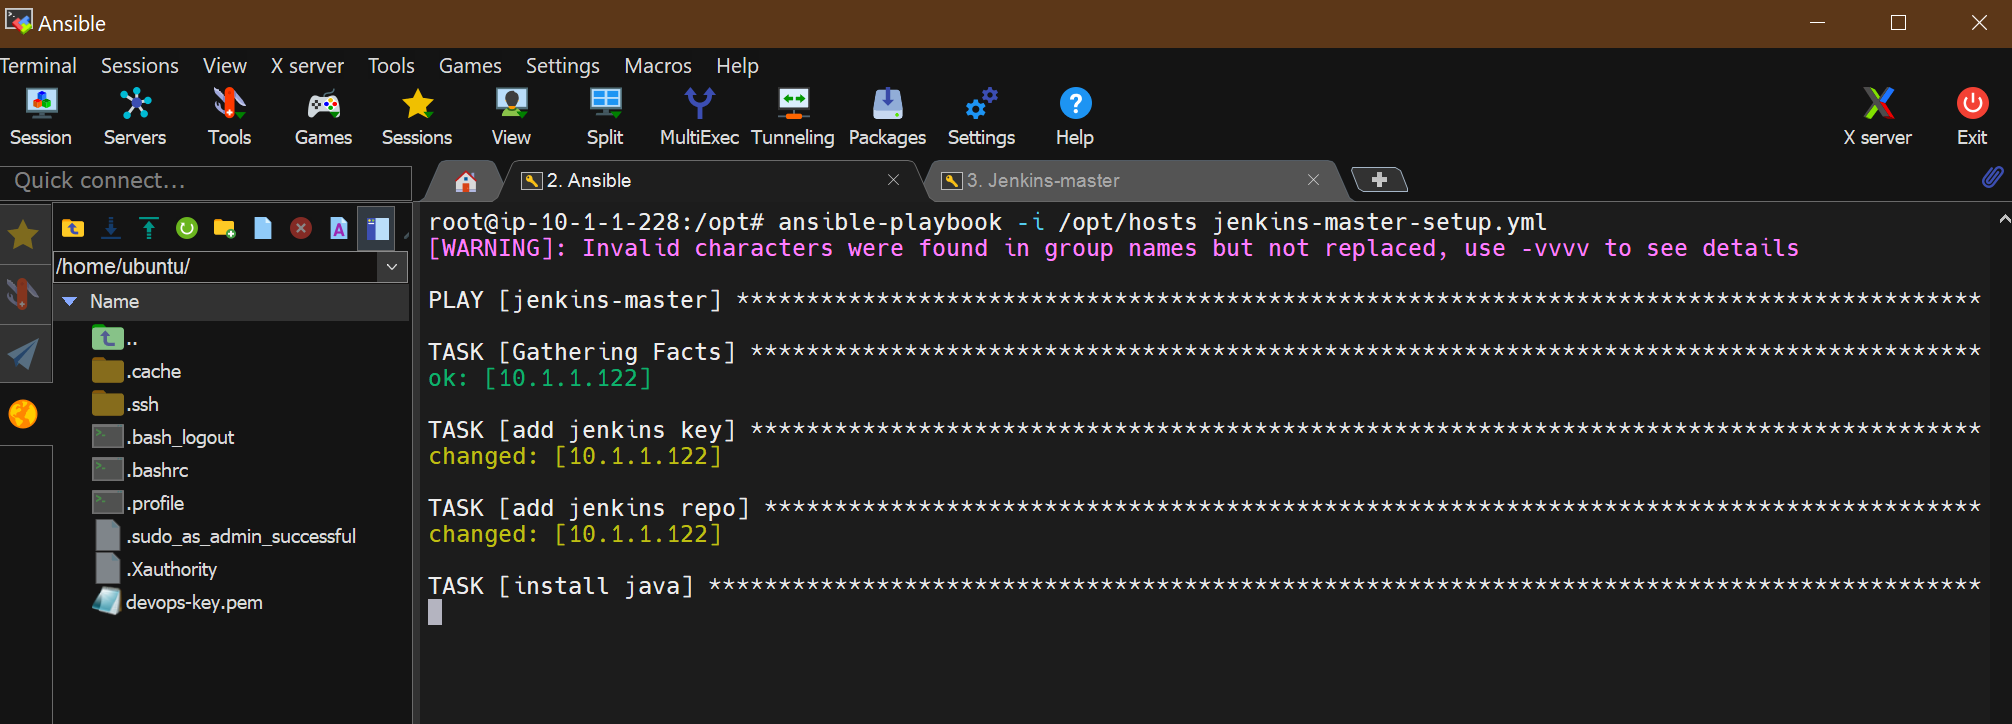 Ansible
Terminal Sessions View X server Tools Games Settings Macros Help
Session Servers Tools Games Sessions View Split MultiExec Tunneling Packages Settings Help X server Exit
Quick connect...
2. Ansible
3. Jenkins-master
/home/ubuntu/
Name
..
.cache
.ssh
.bash_logout
.bashrc
.profile
.sudo_as_admin_successful
.Xauthority
devops-key.pem
root@ip-10-1-1-228:/opt# ansible-playbook -i /opt/hosts jenkins-master-setup.yml
[WARNING]: Invalid characters were found in group names but not replaced, use -vvvv to see details
PLAY [jenkins-master] *****************************************************************************************
TASK [Gathering Facts] ****************************************************************************************
ok: [10.1.1.122]
TASK [add jenkins key] ****************************************************************************************
changed: [10.1.1.122]
TASK [add jenkins repo] ***************************************************************************************
changed: [10.1.1.122]
TASK [install java] *******************************************************************************************